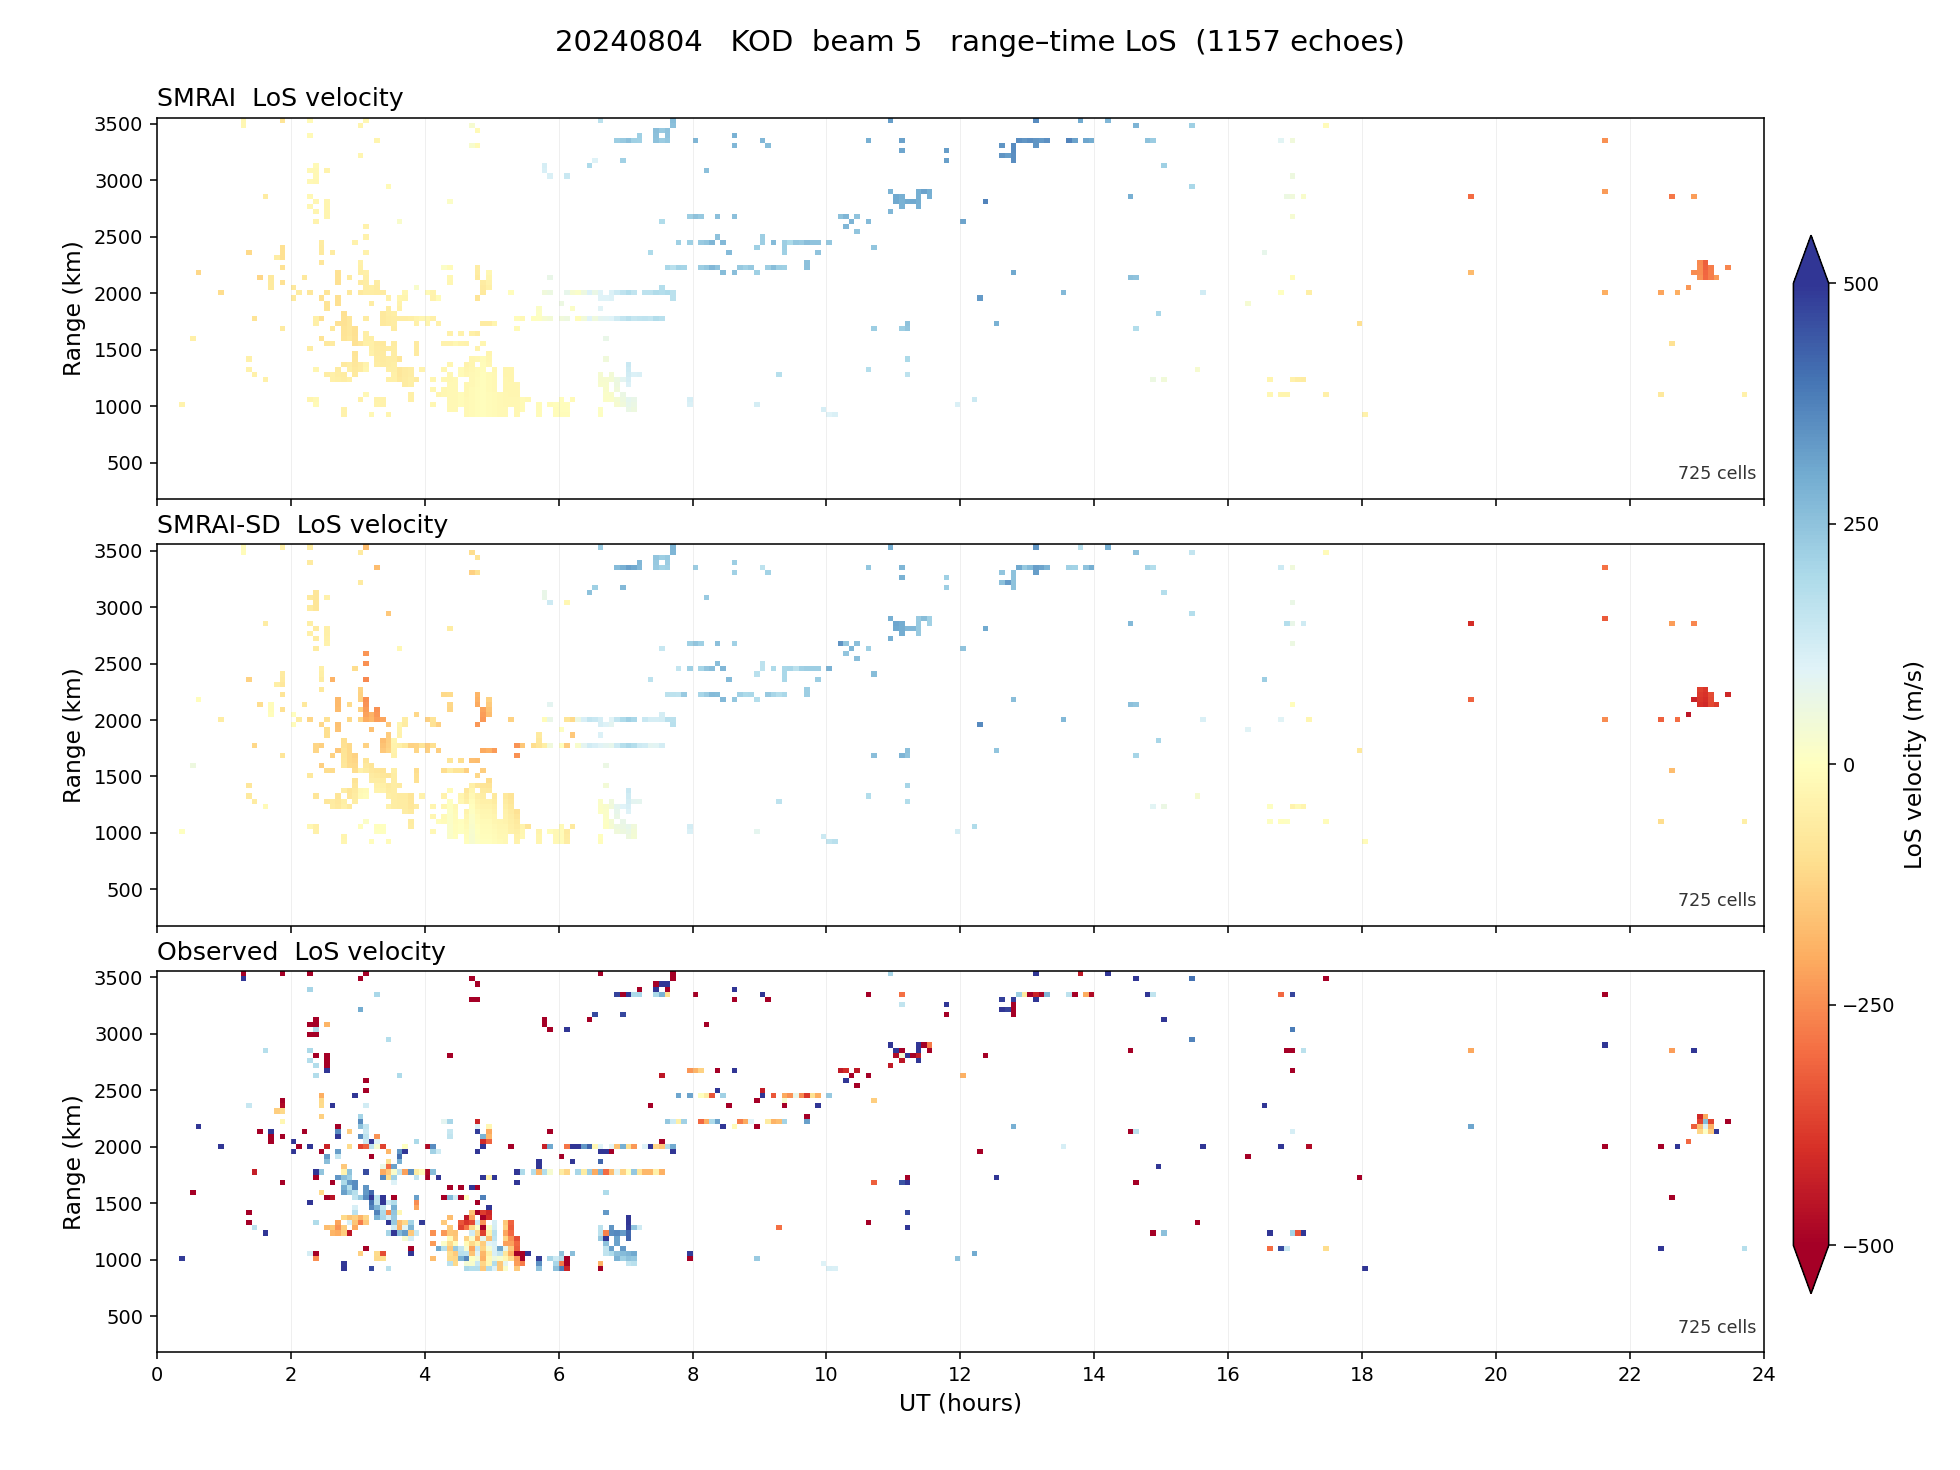 20240804   KOD  beam 5   range–time LoS  (1157 echoes)
SMRAI  LoS velocity
3500
3000
2500
2000
1500
1000
500
Range (km)
725 cells
SMRAI-SD  LoS velocity
3500
3000
2500
2000
1500
1000
500
Range (km)
725 cells
Observed  LoS velocity
3500
3000
2500
2000
1500
1000
500
Range (km)
725 cells
0 2 4 6 8 10 12 14 16 18 20 22 24
UT (hours)
500
250
0
−250
−500
LoS velocity (m/s)